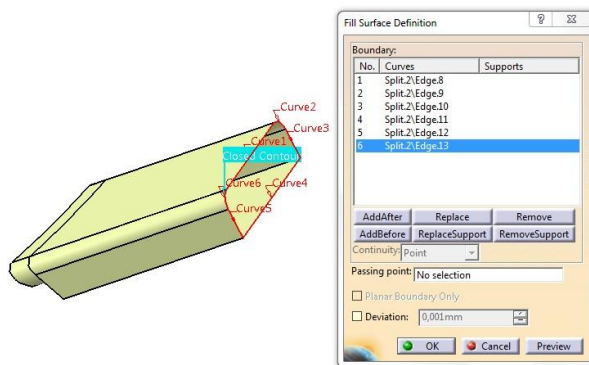 Curve2
Curve3
Curve1
Closed Contou
Curve6
Curve4
Curve5
Fill Surface Definition
Boundary:
No. Curves Supports
1 Split.2\Edge.8
2 Split.2\Edge.9
3 Split.2\Edge.10
4 Split.2\Edge.11
5 Split.2\Edge.12
6 Split.2\Edge.13
AddAfter Replace Remove
AddBefore ReplaceSupport RemoveSupport
Continuity: Point
Passing point: No selection
Planar Boundary Only
Deviation: 0,001mm
OK Cancel Preview